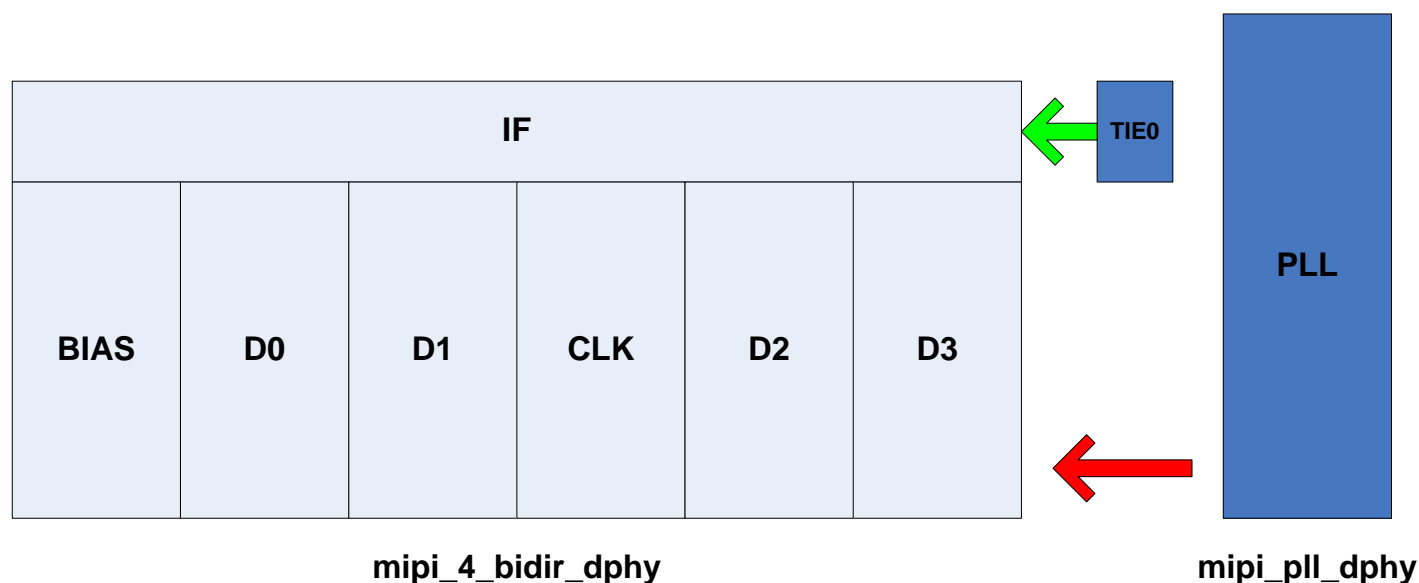 IF
TIE0
PLL
BIAS
D0
D1
CLK
D2
D3
mipi_4_bidir_dphy
mipi_pll_dphy